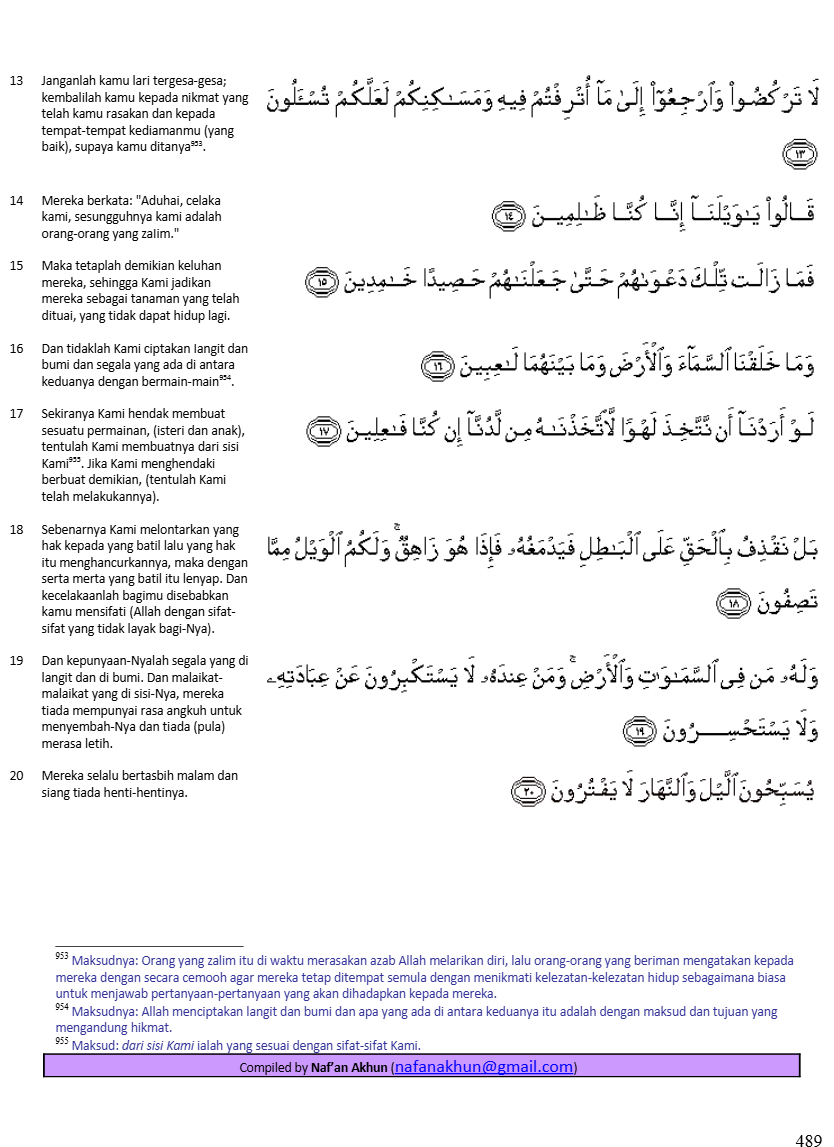 13 Janganlah kamu lari tergesa-gesa;
kembalilah kamu kepada nikmat yang
telah kamu rasakan dan kepada
tempat-tempat kediamanmu (yang
baik), supaya kamu ditanya⁹⁵³.
لَا تَرْكُضُوا۟ وَٱرْجِعُوٓا۟ إِلَىٰ مَآ أُتْرِفْتُمْ فِيهِ وَمَسَـٰكِنِكُمْ لَعَلَّكُمْ تُسْـَٔلُونَ
١٣
14 Mereka berkata: "Aduhai, celaka
kami, sesungguhnya kami adalah
orang-orang yang zalim."
قَالُوا۟ يَـٰوَيْلَنَآ إِنَّا كُنَّا ظَـٰلِمِينَ ١٤
15 Maka tetaplah demikian keluhan
mereka, sehingga Kami jadikan
mereka sebagai tanaman yang telah
dituai, yang tidak dapat hidup lagi.
فَمَا زَالَت تِّلْكَ دَعْوَىٰهُمْ حَتَّىٰ جَعَلْنَـٰهُمْ حَصِيدًا خَـٰمِدِينَ ١٥
16 Dan tidaklah Kami ciptakan langit dan
bumi dan segala yang ada di antara
keduanya dengan bermain-main⁹⁵⁴.
وَمَا خَلَقْنَا ٱلسَّمَآءَ وَٱلْأَرْضَ وَمَا بَيْنَهُمَا لَـٰعِبِينَ ١٦
17 Sekiranya Kami hendak membuat
sesuatu permainan, (isteri dan anak),
tentulah Kami membuatnya dari sisi
Kami⁹⁵⁵. Jika Kami menghendaki
berbuat demikian, (tentulah Kami
telah melakukannya).
لَوْ أَرَدْنَآ أَن نَّتَّخِذَ لَهْوًا لَّٱتَّخَذْنَـٰهُ مِن لَّدُنَّآ إِن كُنَّا فَـٰعِلِينَ ١٧
18 Sebenarnya Kami melontarkan yang
hak kepada yang batil lalu yang hak
itu menghancurkannya, maka dengan
serta merta yang batil itu lenyap. Dan
kecelakaanlah bagimu disebabkan
kamu mensifati (Allah dengan sifat-
sifat yang tidak layak bagi-Nya).
بَلْ نَقْذِفُ بِٱلْحَقِّ عَلَى ٱلْبَـٰطِلِ فَيَدْمَغُهُۥ فَإِذَا هُوَ زَاهِقٌ ۚ وَلَكُمُ ٱلْوَيْلُ مِمَّا
تَصِفُونَ ١٨
19 Dan kepunyaan-Nyalah segala yang di
langit dan di bumi. Dan malaikat-
malaikat yang di sisi-Nya, mereka
tiada mempunyai rasa angkuh untuk
menyembah-Nya dan tiada (pula)
merasa letih.
وَلَهُۥ مَن فِى ٱلسَّمَـٰوَٰتِ وَٱلْأَرْضِ ۚ وَمَنْ عِندَهُۥ لَا يَسْتَكْبِرُونَ عَنْ عِبَادَتِهِۦ
وَلَا يَسْتَحْسِرُونَ ١٩
20 Mereka selalu bertasbih malam dan
siang tiada henti-hentinya.
يُسَبِّحُونَ ٱلَّيْلَ وَٱلنَّهَارَ لَا يَفْتُرُونَ ٢٠
⁹⁵³ Maksudnya: Orang yang zalim itu di waktu merasakan azab Allah melarikan diri, lalu orang-orang yang beriman mengatakan kepada
mereka dengan secara cemooh agar mereka tetap ditempat semula dengan menikmati kelezatan-kelezatan hidup sebagaimana biasa
untuk menjawab pertanyaan-pertanyaan yang akan dihadapkan kepada mereka.
⁹⁵⁴ Maksudnya: Allah menciptakan langit dan bumi dan apa yang ada di antara keduanya itu adalah dengan maksud dan tujuan yang
mengandung hikmat.
⁹⁵⁵ Maksud: dari sisi Kami ialah yang sesuai dengan sifat-sifat Kami.
Compiled by Naf’an Akhun (nafanakhun@gmail.com)
489